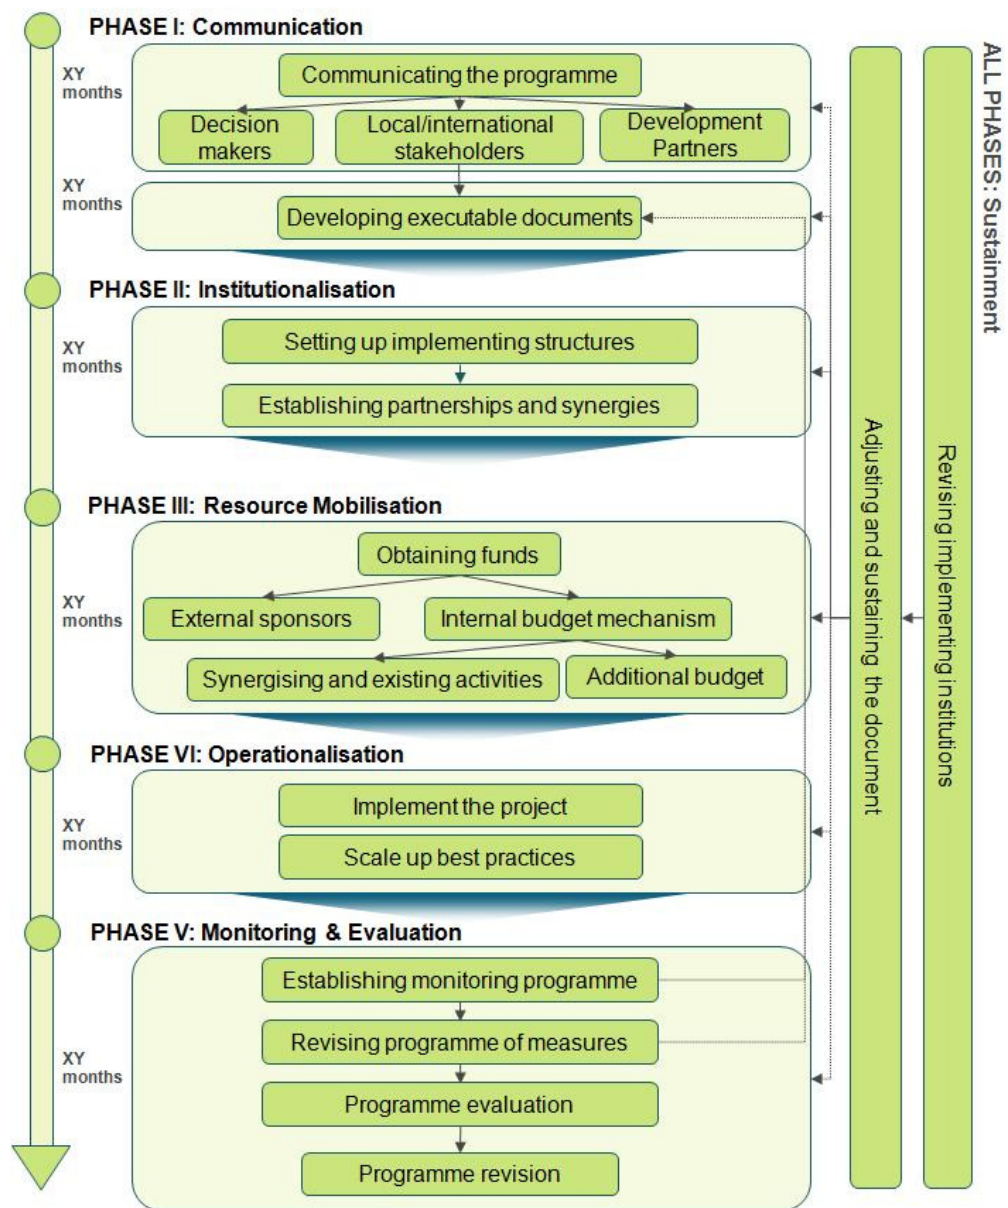 PHASE I: Communication
XY
months
Communicating the programme
Decision
makers
Local/international
stakeholders
Development
Partners
XY
months
Developing executable documents
PHASE II: Institutionalisation
XY
months
Setting up implementing structures
Establishing partnerships and synergies
PHASE III: Resource Mobilisation
XY
months
Obtaining funds
External sponsors
Internal budget mechanism
Synergising and existing activities
Additional budget
PHASE VI: Operationalisation
XY
months
Implement the project
Scale up best practices
PHASE V: Monitoring & Evaluation
XY
months
Establishing monitoring programme
Revising programme of measures
Programme evaluation
Programme revision
Adjusting and sustaining the document
Revising implementing institutions
ALL PHASES: Sustainment